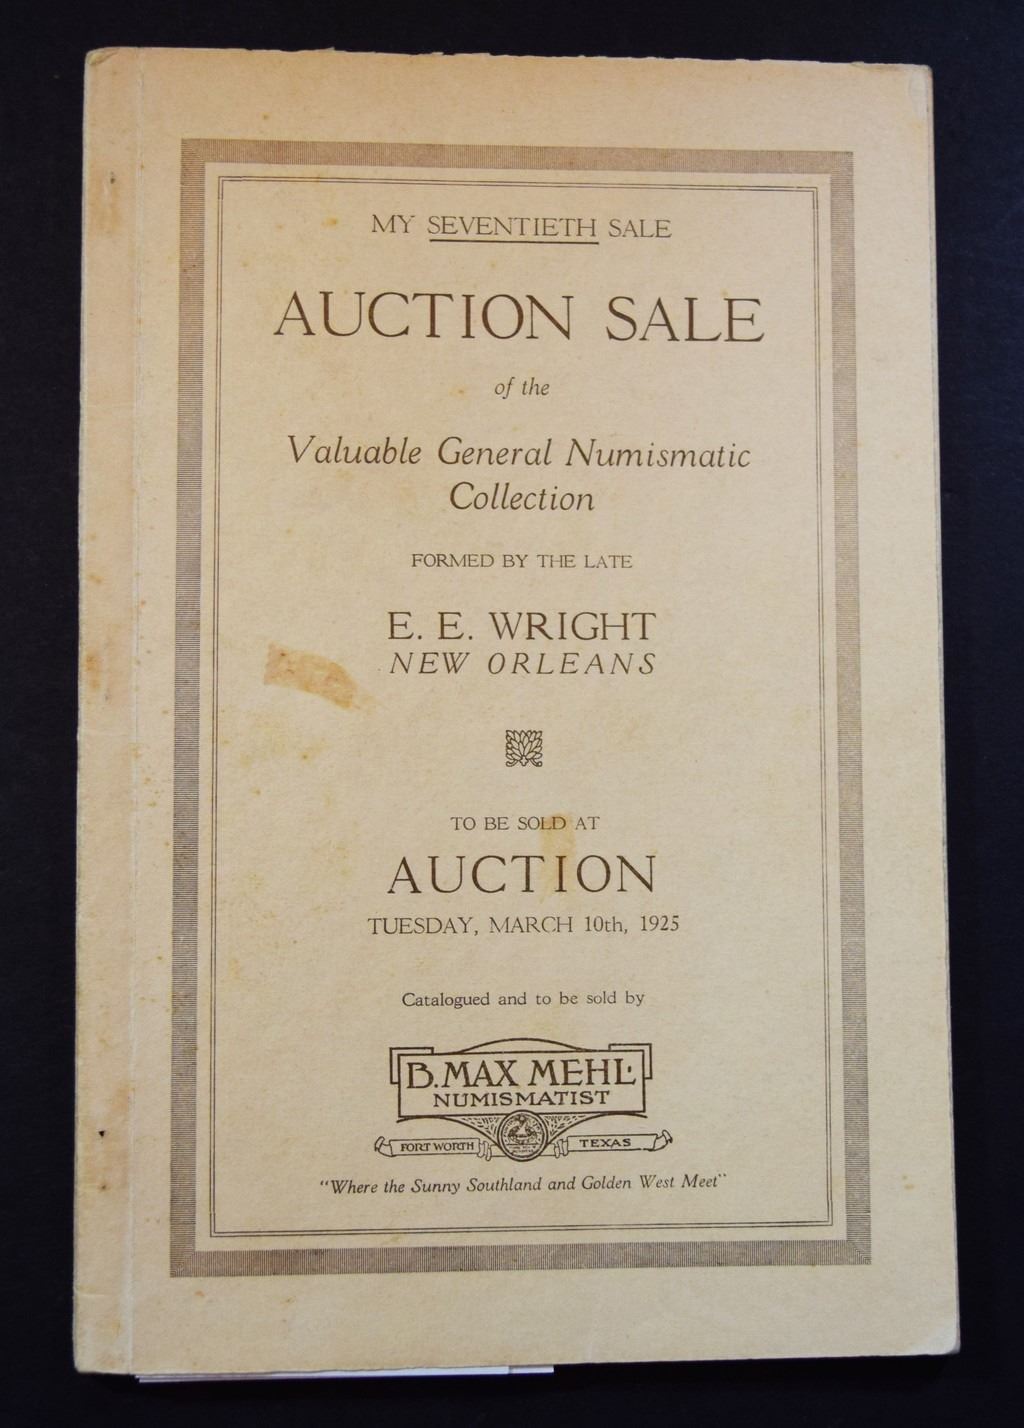 MY SEVENTIETH SALE
AUCTION SALE
of the
Valuable General Numismatic
Collection
FORMED BY THE LATE
E. E. WRIGHT
NEW ORLEANS
TO BE SOLD AT
AUCTION
TUESDAY, MARCH 10th, 1925
Catalogued and to be sold by
B. MAX MEHL
NUMISMATIST
FORT WORTH TEXAS
"Where the Sunny Southland and Golden West Meet"